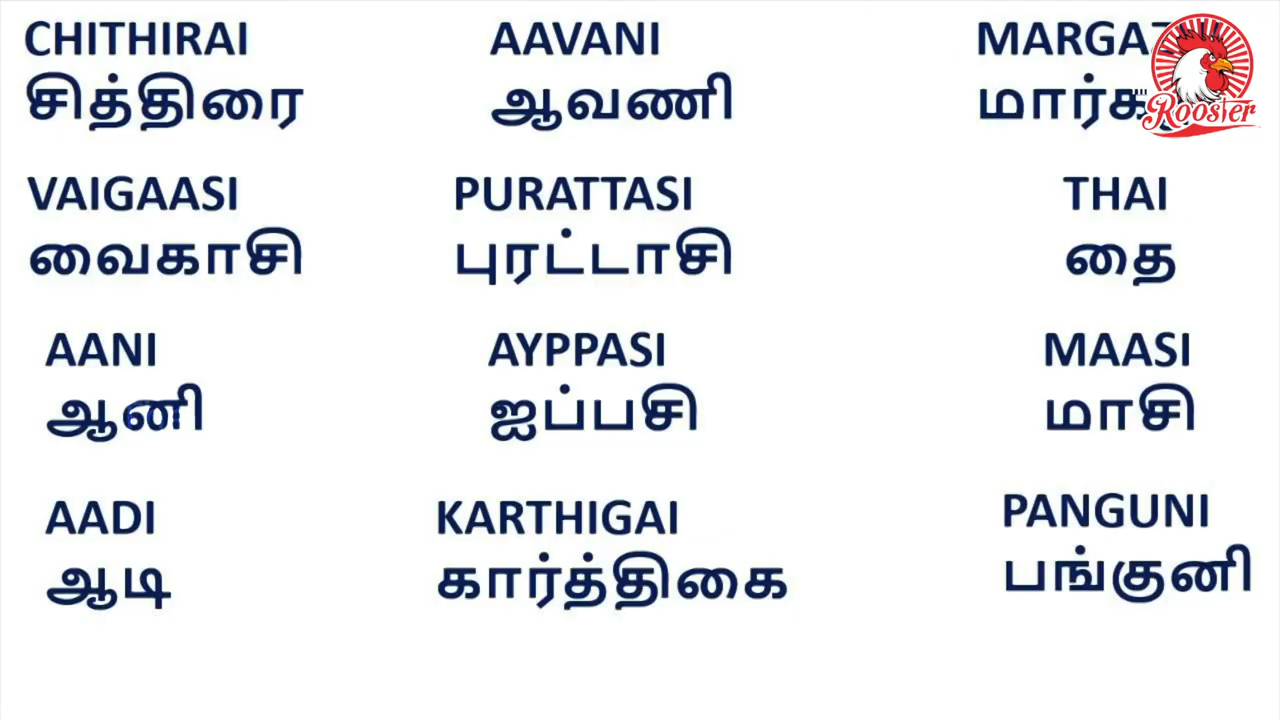 CHITHIRAI
சித்திரை
VAIGAASI
வைகாசி
AANI
ஆனி
AADI
ஆடி
AAVANI
ஆவணி
PURATTASI
புரட்டாசி
AYPPASI
ஐப்பசி
KARTHIGAI
கார்த்திகை
THAI
தை
MAASI
மாசி
PANGUNI
பங்குனி
Rooster